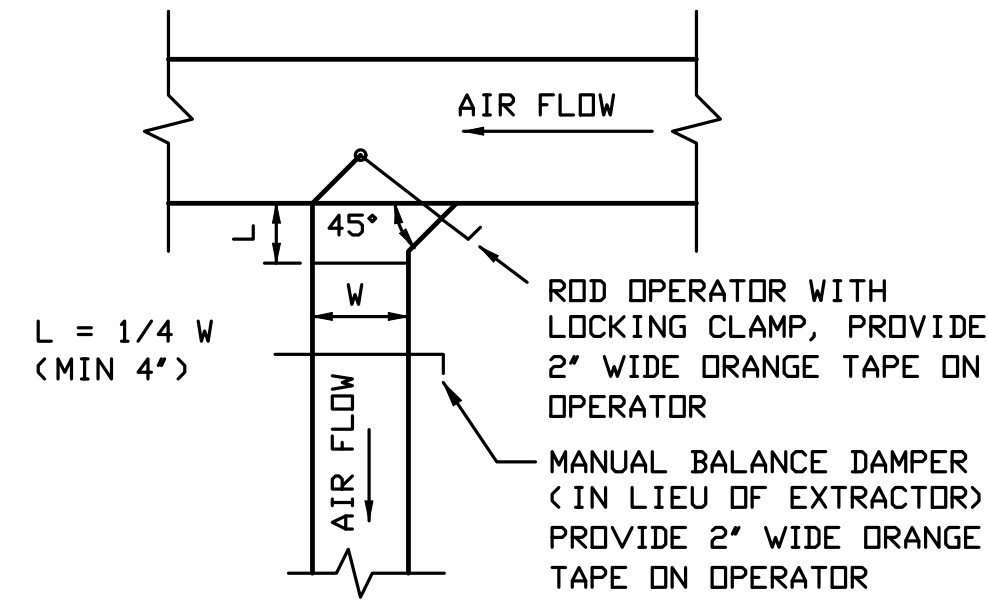 AIR FLOW
45°
L
W
L = 1/4 W
(MIN 4")
ROD OPERATOR WITH
LOCKING CLAMP, PROVIDE
2" WIDE ORANGE TAPE ON
OPERATOR
AIR FLOW
MANUAL BALANCE DAMPER
(IN LIEU OF EXTRACTOR)
PROVIDE 2" WIDE ORANGE
TAPE ON OPERATOR